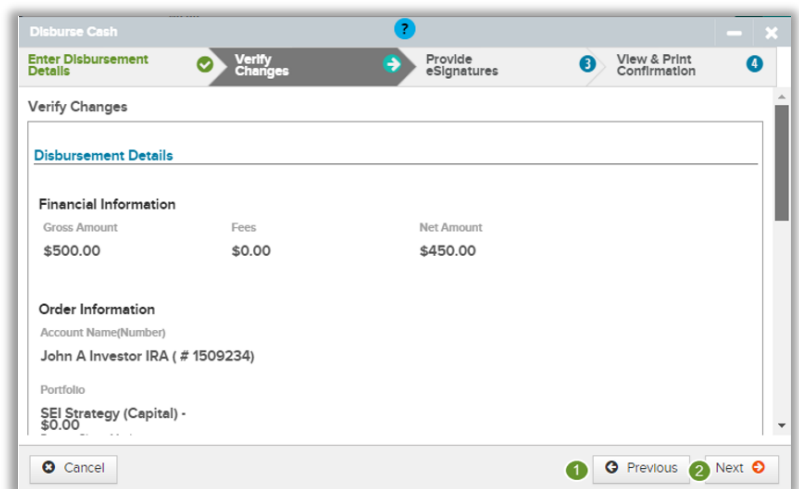 Disburse Cash ?
Enter Disbursement
Details
Verify
Changes
Provide
eSignatures
3
View & Print
Confirmation
4
Verify Changes
Disbursement Details
Financial Information
Gross Amount Fees Net Amount
$500.00 $0.00 $450.00
Order Information
Account Name(Number)
John A Investor IRA ( # 1509234)
Portfolio
SEI Strategy (Capital) -
$0.00
Cancel 1 Previous 2 Next